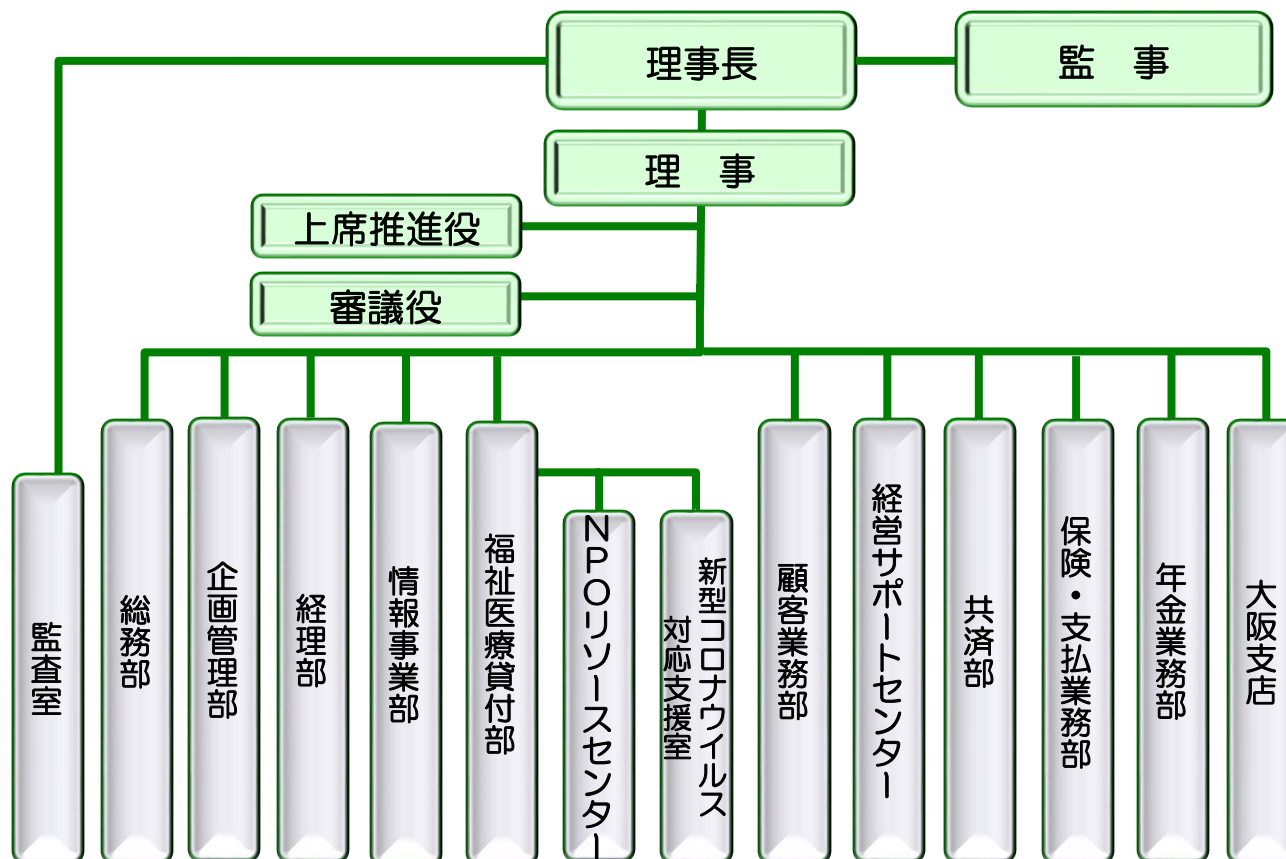 理事長
監　事
理　事
上席推進役
審議役
監査室
総務部
企画管理部
経理部
情報事業部
福祉医療貸付部
NPOリソースセンター
新型コロナウイルス
対応支援室
顧客業務部
経営サポートセンター
共済部
保険・支払業務部
年金業務部
大阪支店